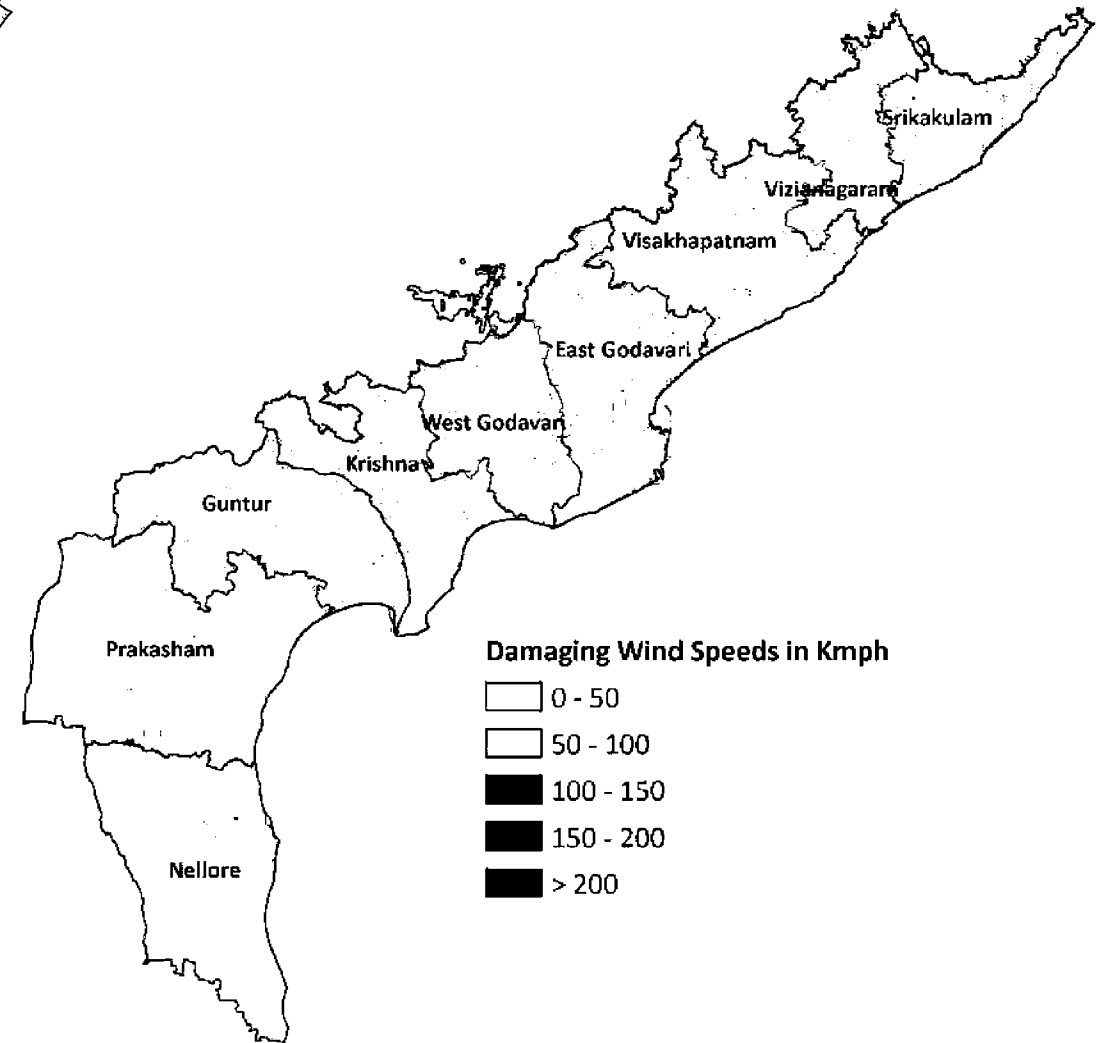 Srikakulam
Vizianagaram
Visakhapatnam
East Godavari
West Godavari
Krishna
Guntur
Prakasham
Nellore
Damaging Wind Speeds in Kmph
0 - 50
50 - 100
100 - 150
150 - 200
> 200